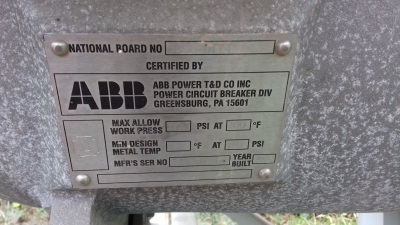 NATIONAL BOARD NO
CERTIFIED BY
ABB
ABB POWER T&D CO INC
POWER CIRCUIT BREAKER DIV
GREENSBURG, PA 15601
MAX ALLOW
WORK PRESS
PSI AT
°F
MIN DESIGN
METAL TEMP
°F AT
PSI
MFR'S SER NO
YEAR
BUILT